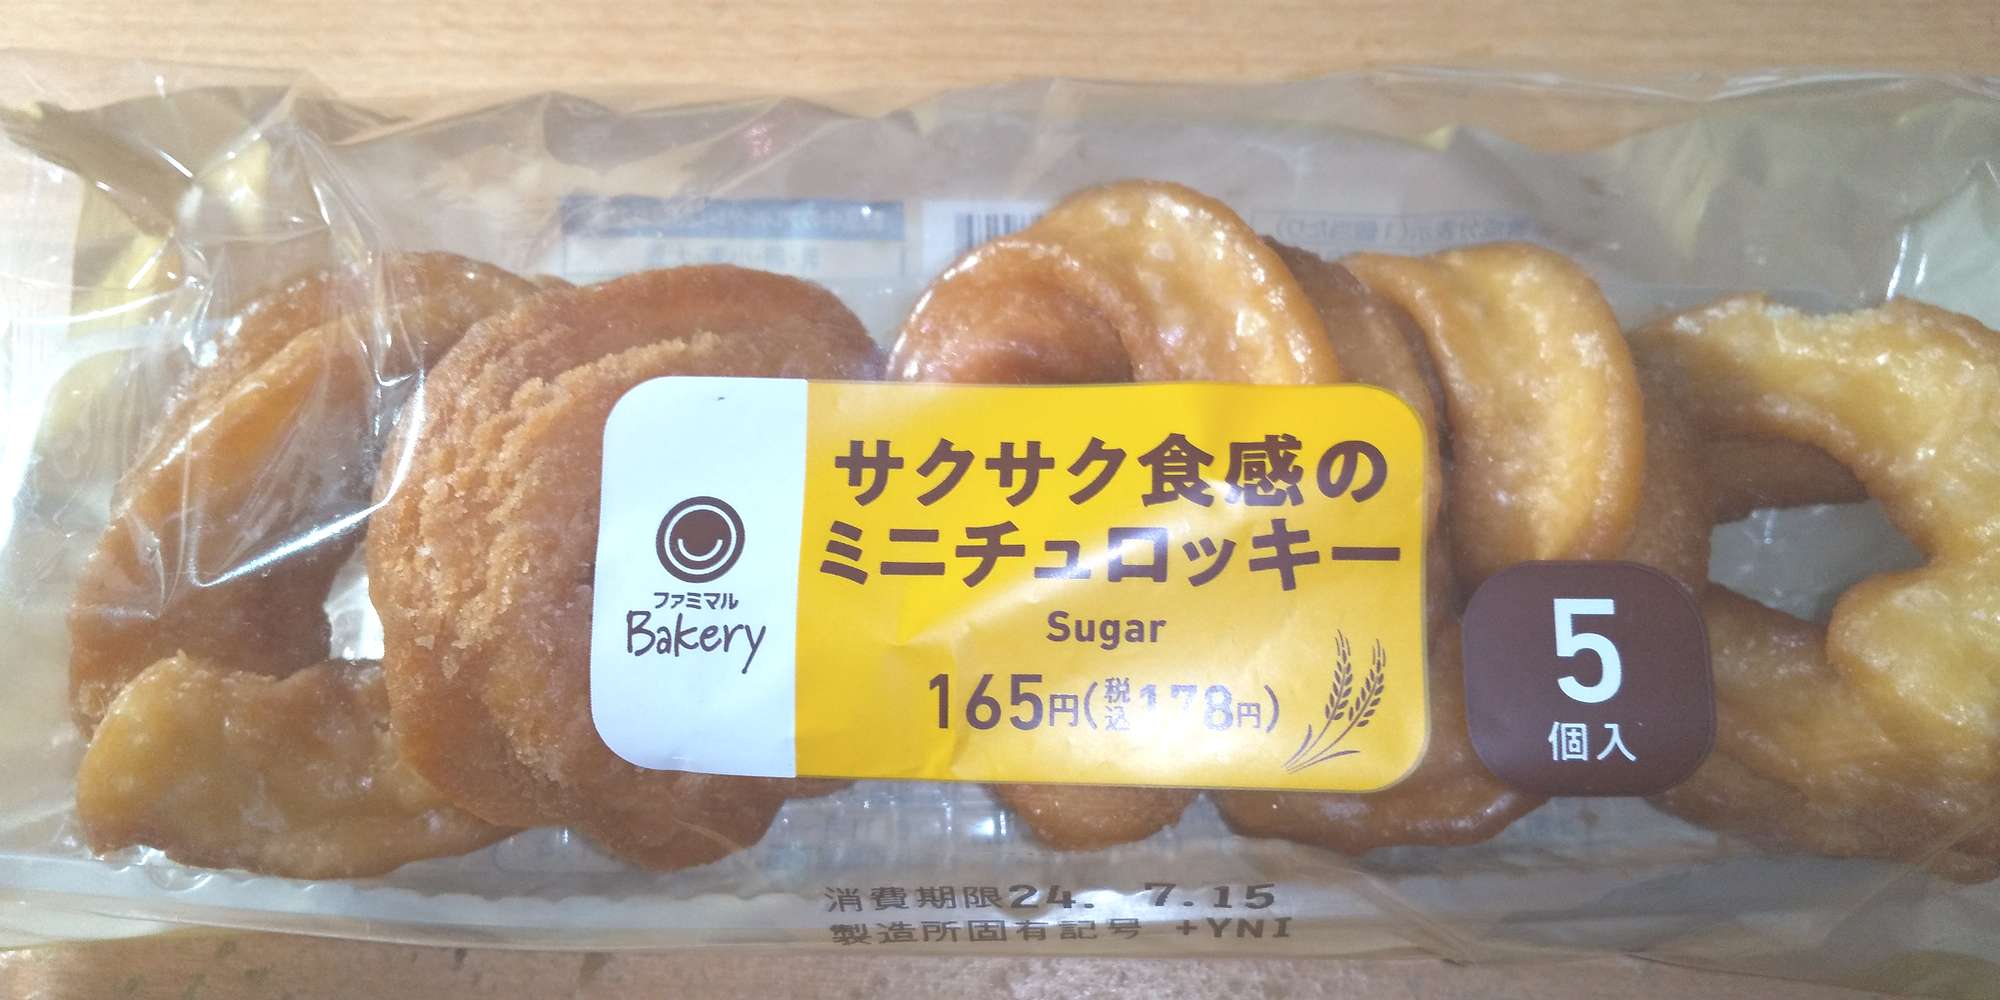 ファミマル
Bakery
サクサク食感の
ミニチュロッキー
Sugar
165円(税込178円)
5
個入
消費期限24. 7.15
製造所固有記号 +YNI